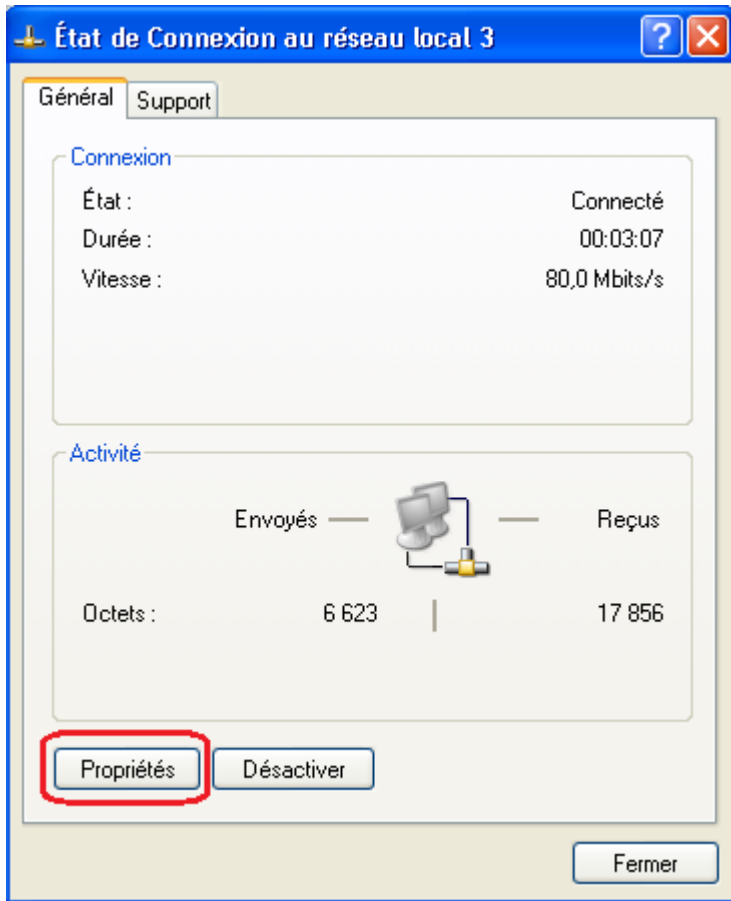 État de Connexion au réseau local 3
Général Support
Connexion
État : Connecté
Durée : 00:03:07
Vitesse : 80,0 Mbits/s
Activité
Envoyés Reçus
Octets : 6 623 17 856
Propriétés Désactiver
Fermer